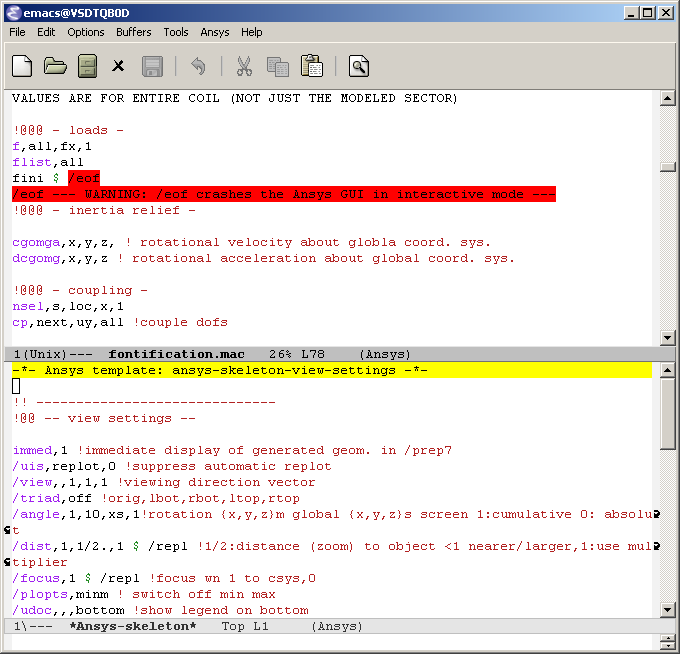 emacs@VSDTQB0D
File Edit Options Buffers Tools Ansys Help
VALUES ARE FOR ENTIRE COIL (NOT JUST THE MODELED SECTOR)
!@@@ - loads -
f,all,fx,1
flist,all
fini $ /eof
/eof --- WARNING: /eof crashes the Ansys GUI in interactive mode ---
!@@@ - inertia relief -
cgomga,x,y,z, ! rotational velocity about globla coord. sys.
dcgomg,x,y,z ! rotational acceleration about global coord. sys.
!@@@ - coupling -
nsel,s,loc,x,1
cp,next,uy,all !couple dofs
1(Unix)--- fontification.mac 26% L78 (Ansys)
-*- Ansys template: ansys-skeleton-view-settings -*-
!! ------------------------------
!@@ -- view settings --
immed,1 !immediate display of generated geom. in /prep7
/uis,replot,0 !suppress automatic replot
/view,,1,1,1 !viewing direction vector
/triad,off !orig,lbot,rbot,ltop,rtop
/angle,1,10,xs,1!rotation {x,y,z}m global {x,y,z}s screen 1:cumulative 0: absolu
t
/dist,1,1/2.,1 $ /repl !1/2:distance (zoom) to object <1 nearer/larger,1:use mul
tiplier
/focus,1 $ /repl !focus wn 1 to csys,0
/plopts,minm ! switch off min max
/udoc,,,bottom !show legend on bottom
1\--- *Ansys-skeleton* Top L1 (Ansys)